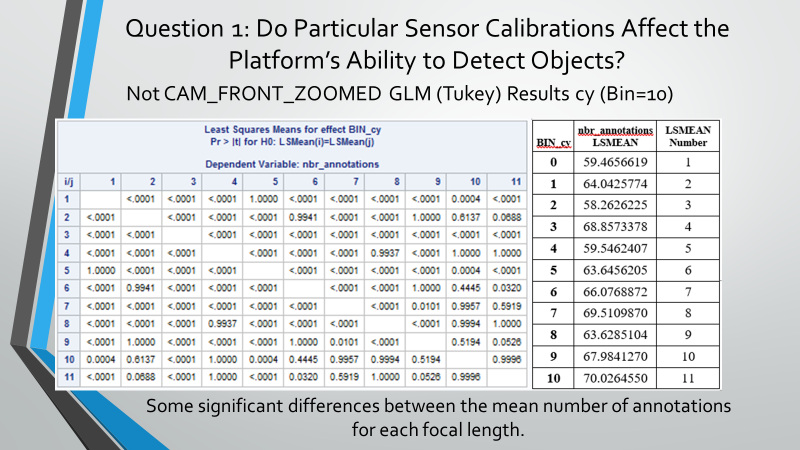 Question 1: Do Particular Sensor Calibrations Affect the
Platform's Ability to Detect Objects?
Not CAM_FRONT_ZOOMED GLM (Tukey) Results cy (Bin=10)
Least Squares Means for effect BIN_cy
Pr > |t| for H0: LSMean(i)=LSMean(j)
Dependent Variable: nbr_annotations
i/j 1 2 3 4 5 6 7 8 9 10 11
1 <.0001 <.0001 <.0001 1.0000 <.0001 <.0001 <.0001 <.0001 0.0004 <.0001
2 <.0001 <.0001 <.0001 <.0001 0.9941 <.0001 <.0001 1.0000 0.6137 0.0688
3 <.0001 <.0001 <.0001 <.0001 <.0001 <.0001 <.0001 <.0001 <.0001 <.0001
4 <.0001 <.0001 <.0001 <.0001 <.0001 <.0001 0.9937 <.0001 1.0000 1.0000
5 1.0000 <.0001 <.0001 <.0001 <.0001 <.0001 <.0001 <.0001 0.0004 <.0001
6 <.0001 0.9941 <.0001 <.0001 <.0001 <.0001 <.0001 1.0000 0.4445 0.0320
7 <.0001 <.0001 <.0001 <.0001 <.0001 <.0001 <.0001 0.0101 0.9957 0.5919
8 <.0001 <.0001 <.0001 0.9937 <.0001 <.0001 <.0001 <.0001 0.9994 1.0000
9 <.0001 1.0000 <.0001 <.0001 <.0001 1.0000 0.0101 <.0001 0.5194 0.0526
10 0.0004 0.6137 <.0001 1.0000 0.0004 0.4445 0.9957 0.9994 0.5194 0.9996
11 <.0001 0.0688 <.0001 1.0000 <.0001 0.0320 0.5919 1.0000 0.0526 0.9996
BIN_cy nbr_annotations LSMEAN LSMEAN Number
0 59.4656619 1
1 64.0425774 2
2 58.2626225 3
3 68.8573378 4
4 59.5462407 5
5 63.6456205 6
6 66.0768872 7
7 69.5109870 8
8 63.6285104 9
9 67.9841270 10
10 70.0264550 11
Some significant differences between the mean number of annotations
for each focal length.